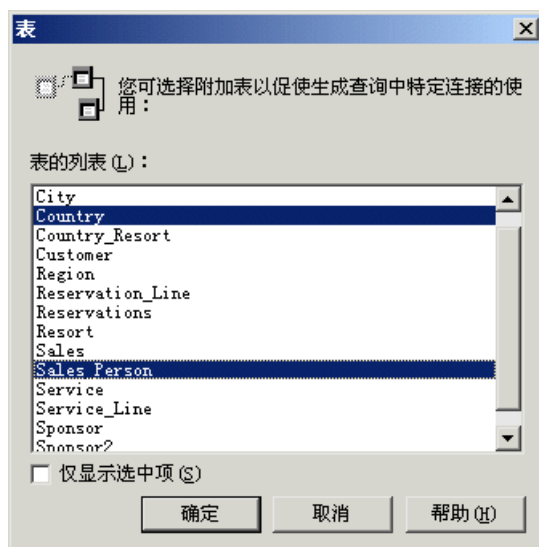 表
您可选择附加表以促使生成查询中特定连接的使
用：
表的列表(L)：
City
Country
Country_Resort
Customer
Region
Reservation_Line
Reservations
Resort
Sales
Sales_Person
Service
Service_Line
Sponsor
Sponsor2
仅显示选中项(S)
确定
取消
帮助(H)